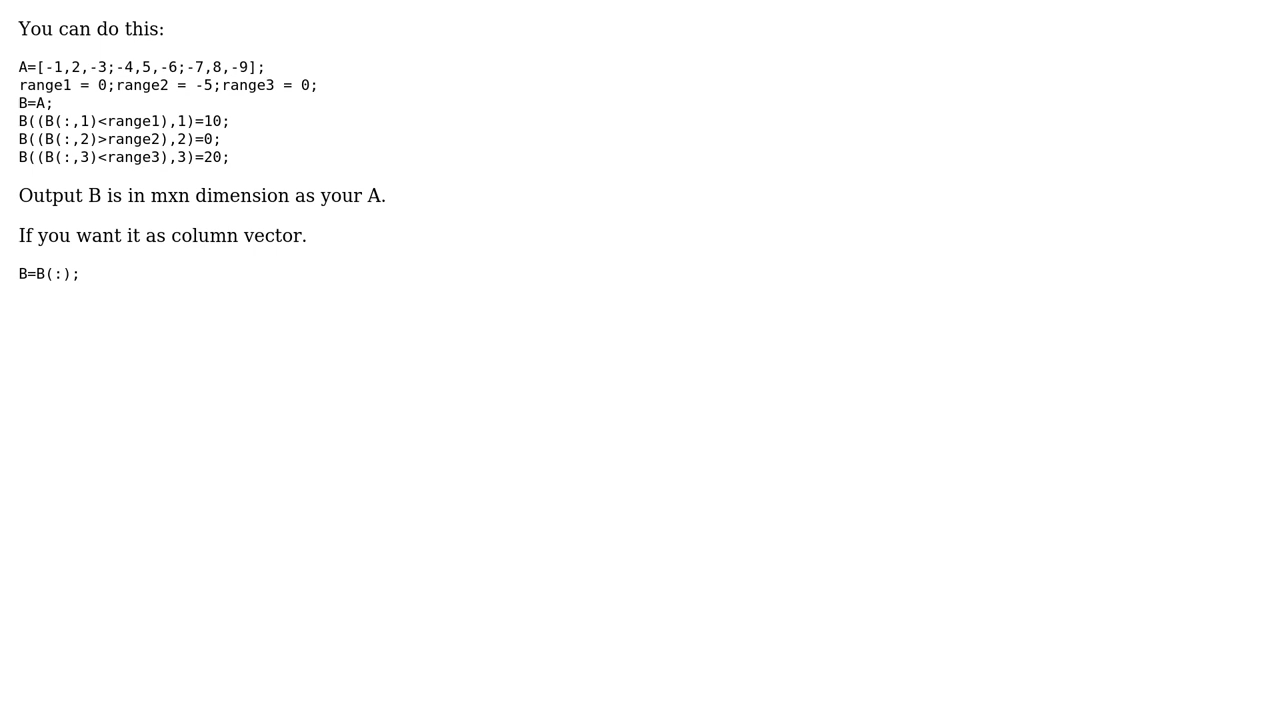 You can do this:
A=[-1,2,-3;-4,5,-6;-7,8,-9];
range1 = 0;range2 = -5;range3 = 0;
B=A;
B((B(:,1)<range1),1)=10;
B((B(:,2)>range2),2)=0;
B((B(:,3)<range3),3)=20;
Output B is in mxn dimension as your A.
If you want it as column vector.
B=B(:);